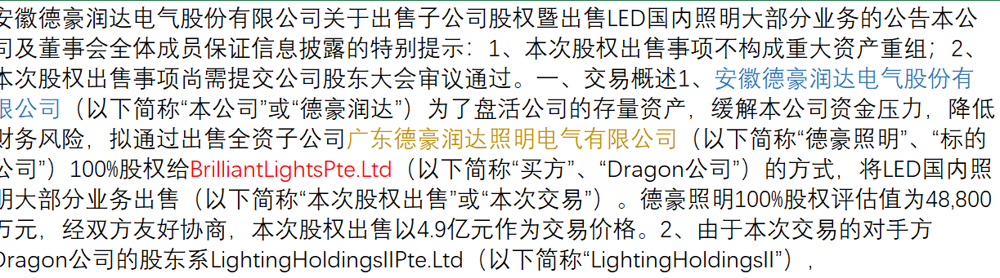 安徽德豪润达电气股份有限公司关于出售子公司股权暨出售LED国内照明大部分业务的公告本公
司及董事会全体成员保证信息披露的特别提示：1、本次股权出售事项不构成重大资产重组；2、
本次股权出售事项尚需提交公司股东大会审议通过。一、交易概述1、安徽德豪润达电气股份有
限公司（以下简称“本公司”或“德豪润达”）为了盘活公司的存量资产，缓解本公司资金压力，降低
财务风险，拟通过出售全资子公司广东德豪润达照明电气有限公司（以下简称“德豪照明”、“标的
公司”）100%股权给BrilliantLightsPte.Ltd（以下简称“买方”、“Dragon公司”）的方式，将LED国内照
明大部分业务出售（以下简称“本次股权出售”或“本次交易”）。德豪照明100%股权评估值为48,800
万元，经双方友好协商，本次股权出售以4.9亿元作为交易价格。2、由于本次交易的对手方
Dragon公司的股东系LightingHoldingsIIPte.Ltd（以下简称“LightingHoldingsII”），